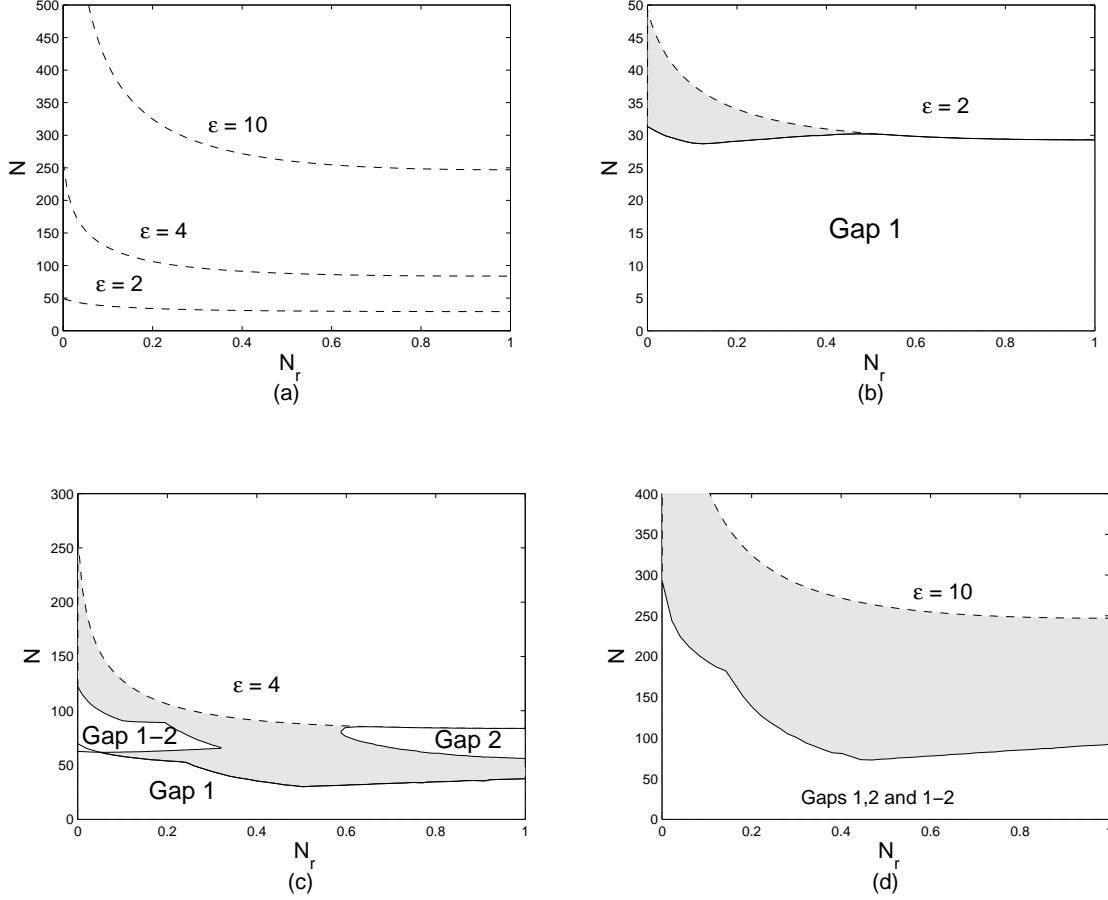 500
450
400
350
300
250
200
150
100
50
0
N
ε = 10
ε = 4
ε = 2
0 0.2 0.4 0.6 0.8 1
N_r
(a)
50
45
40
35
30
25
20
15
10
5
0
N
ε = 2
Gap 1
0 0.2 0.4 0.6 0.8 1
N_r
(b)
300
250
200
150
100
50
0
N
ε = 4
Gap 1−2
Gap 2
Gap 1
0 0.2 0.4 0.6 0.8 1
N_r
(c)
400
350
300
250
200
150
100
50
0
N
ε = 10
Gaps 1,2 and 1−2
0 0.2 0.4 0.6 0.8 1
N_r
(d)